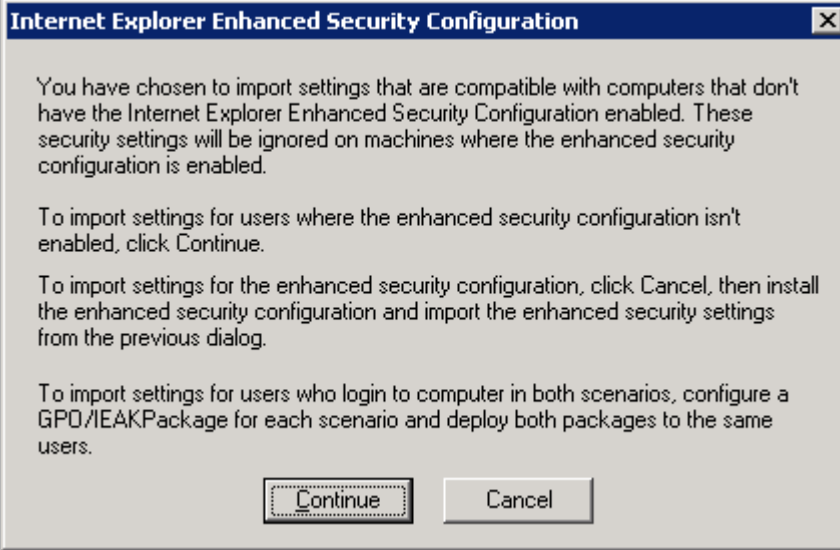 Internet Explorer Enhanced Security Configuration
You have chosen to import settings that are compatible with computers that don't
have the Internet Explorer Enhanced Security Configuration enabled. These
security settings will be ignored on machines where the enhanced security
configuration is enabled.
To import settings for users where the enhanced security configuration isn't
enabled, click Continue.
To import settings for the enhanced security configuration, click Cancel, then install
the enhanced security configuration and import the enhanced security settings
from the previous dialog.
To import settings for users who login to computer in both scenarios, configure a
GPO/IEAKPackage for each scenario and deploy both packages to the same
users.
Continue
Cancel